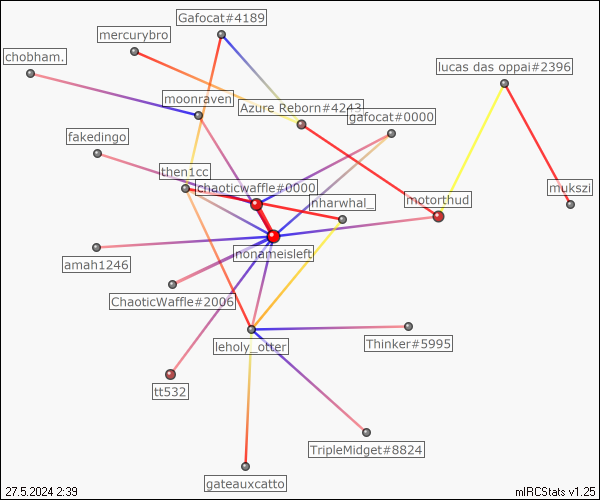 Gafocat#4189
mercurybro
chobham.
lucas das oppai#2396
moonraven
Azure Reborn#4243
gafocat#0000
fakedingo
then1cc
chaoticwaffle#0000
mukszi
nharwhal_
motorthud
nonameisleft
amah1246
ChaoticWaffle#2006
leholy_otter
Thinker#5995
tt532
TripleMidget#8824
gateauxcatto
27.5.2024 2:39
mIRCStats v1.25